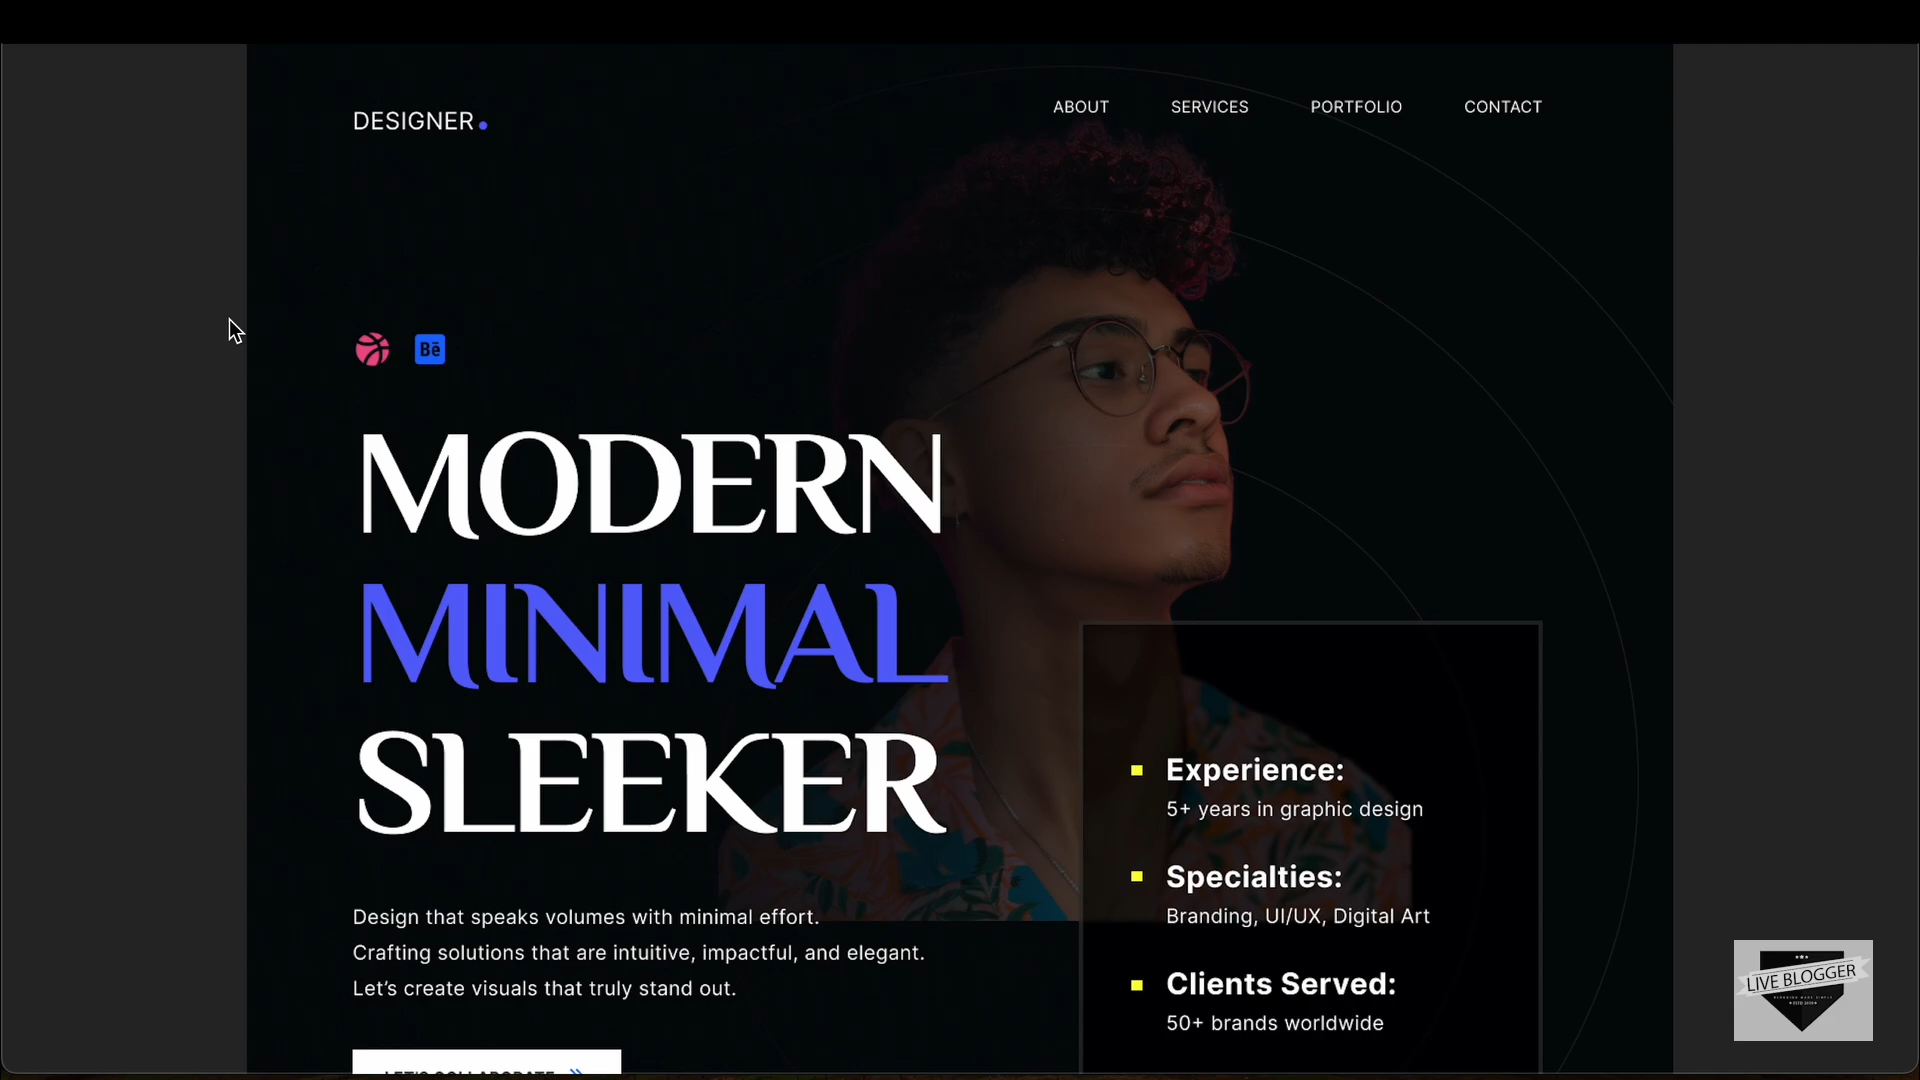 DESIGNER.
ABOUT SERVICES PORTFOLIO CONTACT
Bē
MODERN
MINIMAL
SLEEKER
Design that speaks volumes with minimal effort.
Crafting solutions that are intuitive, impactful, and elegant.
Let’s create visuals that truly stand out.
LET'S COLLABORATE
Experience:
5+ years in graphic design
Specialties:
Branding, UI/UX, Digital Art
Clients Served:
50+ brands worldwide
LIVE BLOGGER